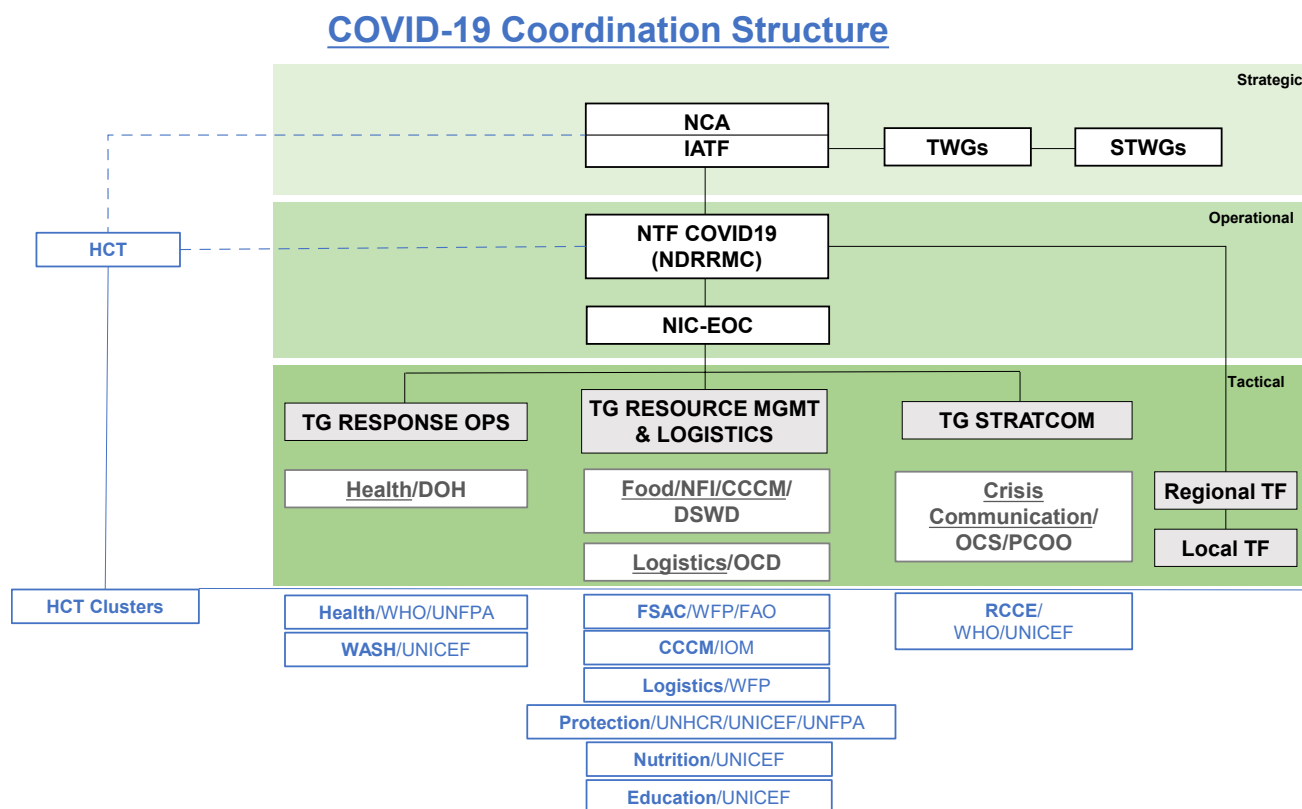 COVID-19 Coordination Structure
Strategic
NCA
IATF
TWGs
STWGs
Operational
HCT
NTF COVID19
(NDRRMC)
NIC-EOC
Tactical
TG RESPONSE OPS
TG RESOURCE MGMT
& LOGISTICS
TG STRATCOM
Health/DOH
Food/NFI/CCCM/
DSWD
Logistics/OCD
Crisis
Communication/
OCS/PCOO
Regional TF
Local TF
HCT Clusters
Health/WHO/UNFPA
WASH/UNICEF
FSAC/WFP/FAO
CCCM/IOM
Logistics/WFP
Protection/UNHCR/UNICEF/UNFPA
Nutrition/UNICEF
Education/UNICEF
RCCE/
WHO/UNICEF